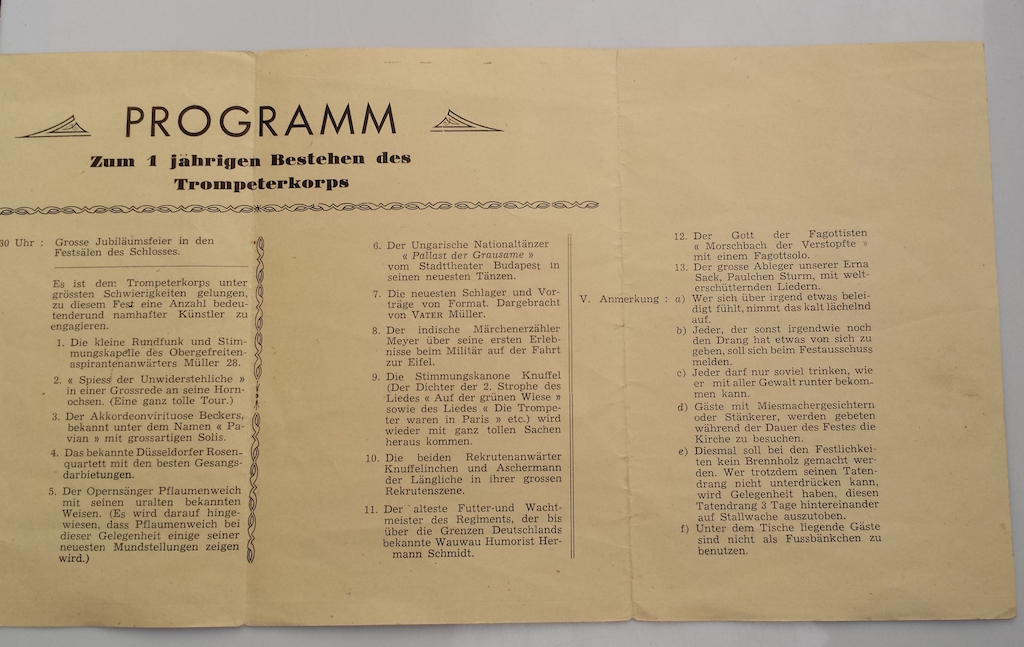 PROGRAMM
Zum 1 jährigen Bestehen des
Trompeterkorps
30 Uhr : Grosse Jubiläumsfeier in den
Festsälen des Schlosses.
Es ist dem Trompeterkorps unter
grössten Schwierigkeiten gelungen,
zu diesem Fest eine Anzahl bedeu-
tenderund namhafter Künstler zu
engagieren.
1. Die kleine Rundfunk und Stim-
mungskapelle des Obergefreiten-
aspirantenanwärters Müller 28.
2. « Spiess der Unwiderstehliche »
in einer Grossrede an seine Horn-
ochsen. (Eine ganz tolle Tour.)
3. Der Akkordeonvirituose Beckers,
bekannt unter dem Namen « Pa-
vian » mit grossartigen Solis.
4. Das bekannte Düsseldorfer Rosen-
quartett mit den besten Gesangs-
darbietungen.
5. Der Opernsänger Pflaumenweich
mit seinen uralten bekannten
Weisen. (Es wird darauf hinge-
wiesen, dass Pflaumenweich bei
dieser Gelegenheit einige seiner
neuesten Mundstellungen zeigen
wird.)
6. Der Ungarische Nationaltänzer
« Pallast der Grausame »
vom Stadttheater Budapest in
seinen neuesten Tänzen.
7. Die neuesten Schlager und Vor-
träge von Format. Dargebracht
von VATER Müller.
8. Der indische Märchenerzähler
Meyer über seine ersten Erleb-
nisse beim Militär auf der Fahrt
zur Eifel.
9. Die Stimmungskanone Knuffel
(Der Dichter der 2. Strophe des
Liedes « Auf der grünen Wiese »
sowie des Liedes « Die Trompe-
ter waren in Paris » etc.) wird
wieder mit ganz tollen Sachen
heraus kommen.
10. Die beiden Rekrutenanwärter
Knuffelinchen und Aschermann
der Längliche in ihrer grossen
Rekrutenszene.
11. Der älteste Futter-und Wacht-
meister des Regiments, der bis
über die Grenzen Deutschlands
bekannte Wauwau Humorist Her-
mann Schmidt.
12. Der Gott der Fagottisten
« Morschbach der Verstopfte »
mit einem Fagottsolo.
13. Der grosse Ableger unserer Erna
Sack, Paulchen Sturm, mit welt-
erschütternden Liedern.
V. Anmerkung : a) Wer sich über irgend etwas belei-
digt fühlt, nimmt das kalt lächelnd
auf.
b) Jeder, der sonst irgendwie noch
den Drang hat etwas von sich zu
geben, soll sich beim Festausschuss
melden.
c) Jeder darf nur soviel trinken, wie
er mit aller Gewalt runter bekom-
men kann.
d) Gäste mit Miesmachergesichtern
oder Stänkerer, werden gebeten
während der Dauer des Festes die
Kirche zu besuchen.
e) Diesmal soll bei den Festlichkei-
ten kein Brennholz gemacht wer-
den. Wer trotzdem seinen Taten-
drang nicht unterdrücken kann,
wird Gelegenheit haben, diesen
Tatendrang 3 Tage hintereinander
auf Stallwache auszutoben.
f) Unter dem Tische liegende Gäste
sind nicht als Fussbänkchen zu
benutzen.